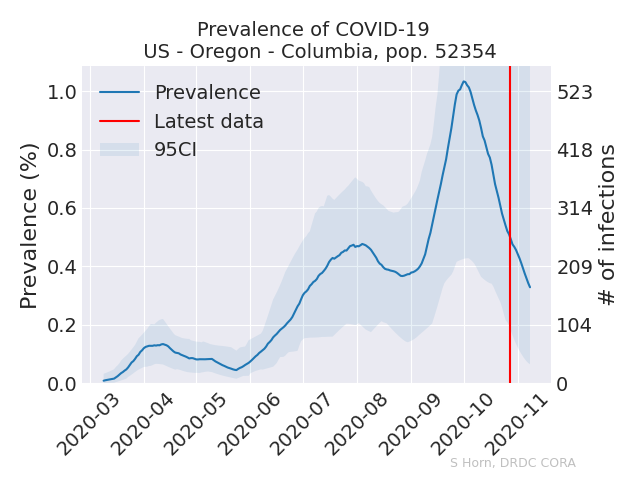 Prevalence of COVID-19
US - Oregon - Columbia, pop. 52354
Prevalence
Latest data
95CI
Prevalence (%)
1.0
0.8
0.6
0.4
0.2
0.0
523
418
314
209
104
0
# of infections
2020-03
2020-04
2020-05
2020-06
2020-07
2020-08
2020-09
2020-10
2020-11
S Horn, DRDC CORA